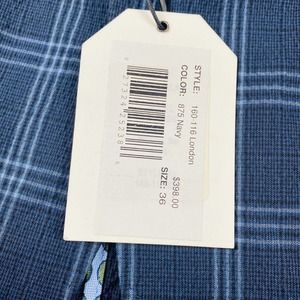 STYLE: 160-116 London
COLOR: 875 Navy
$398.00
SIZE: 36